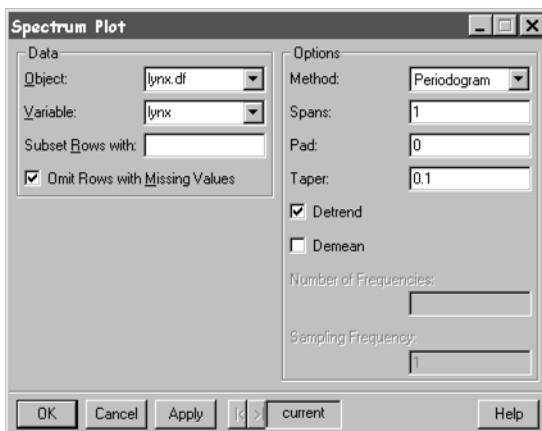 Spectrum Plot
Data
Object: lynx.df
Variable: lynx
Subset Rows with:
Omit Rows with Missing Values
Options
Method: Periodogram
Spans: 1
Pad: 0
Taper: 0.1
Detrend
Demean
Number of Frequencies:
Sampling Frequency:
1
OK Cancel Apply |< > current Help